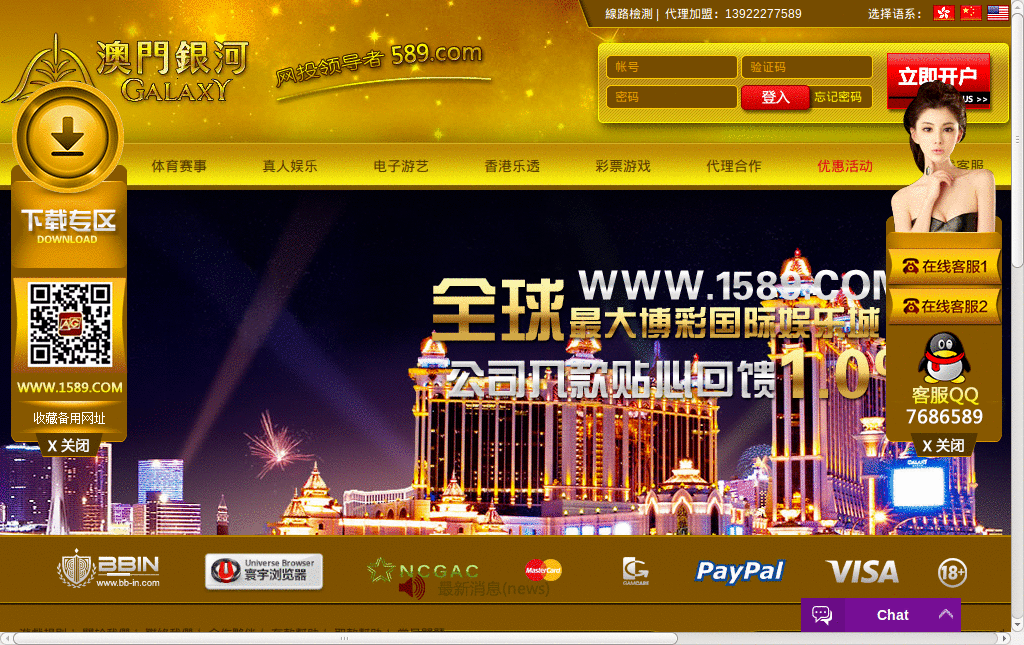 線路檢測 | 代理加盟：13922277589
选择语系：
澳門銀河
GALAXY
网投领导者 589.com
帐号
验证码
密码
登入
忘记密码
立即开户
US >>
体育赛事
真人娱乐
电子游艺
香港乐透
彩票游戏
代理合作
优惠活动
客服
下载专区
DOWNLOAD
AG
WWW.1589.COM
收藏备用网址
X 关闭
全球
WWW.1589.COM
最大博彩国际娱乐城
公司入款贴心回馈1.0%
在线客服1
在线客服2
客服QQ
7686589
X 关闭
BBIN
www.bb-in.com
Universe Browser
寰宇浏览器
NCGAC
MasterCard
GAMCARE
PayPal
VISA
18+
最新消息(news)
Chat